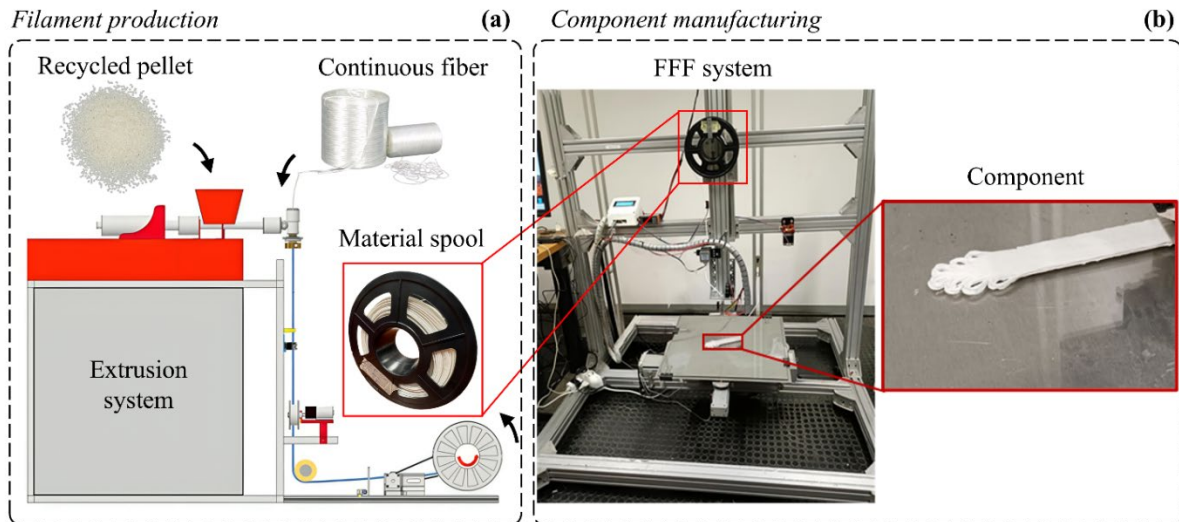 Filament production
(a)
Component manufacturing
(b)
Recycled pellet
Continuous fiber
FFF system
Component
Material spool
Extrusion
system